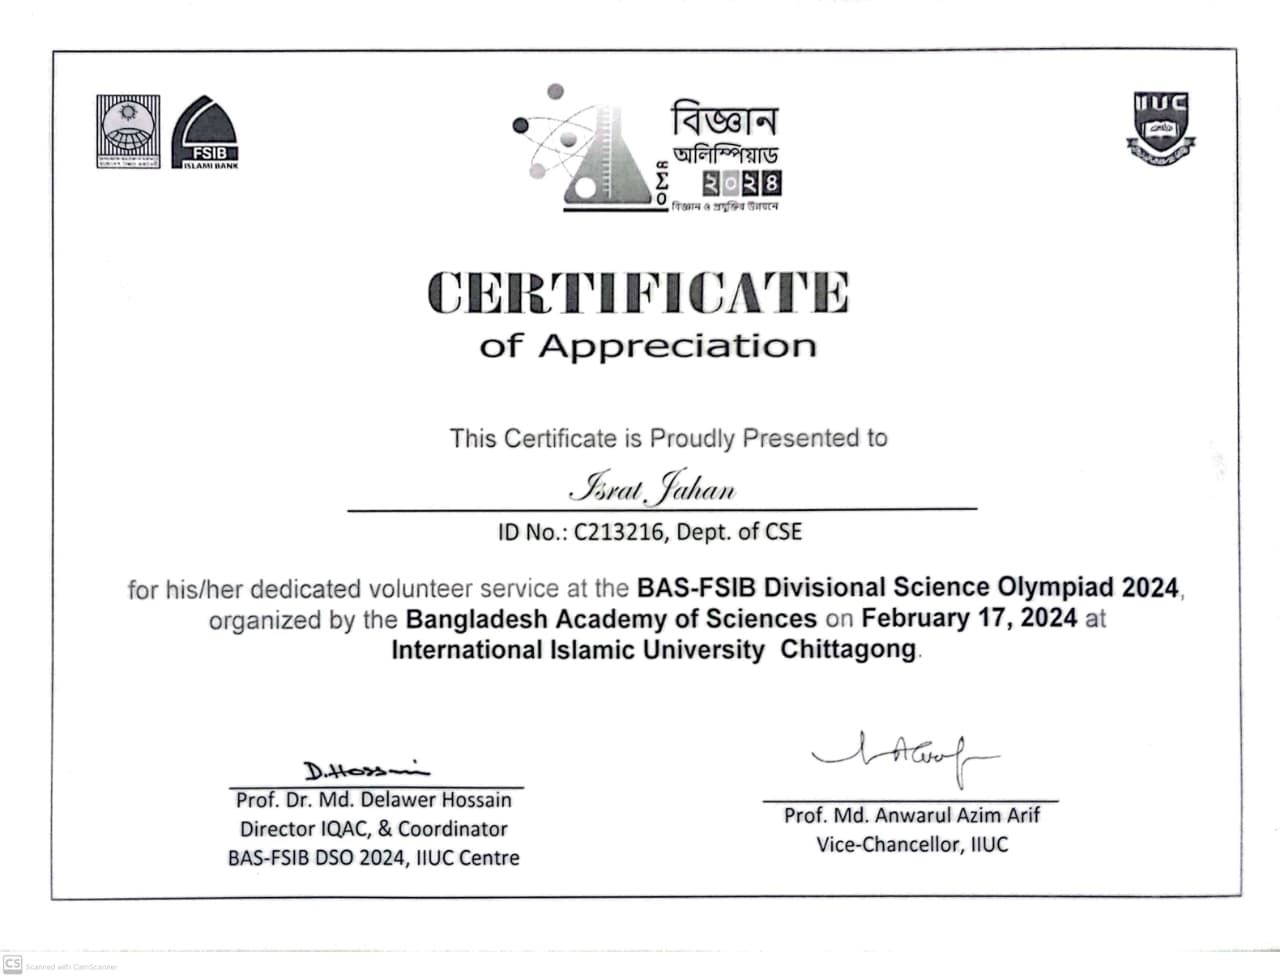 FSIB
ISLAMI BANK
বিজ্ঞান
অলিম্পিয়াড
২০২৪
বিজ্ঞান ও প্রযুক্তির উন্নয়নে
IIUC
CERTIFICATE
of Appreciation
This Certificate is Proudly Presented to
Israt Jahan
ID No.: C213216, Dept. of CSE
for his/her dedicated volunteer service at the BAS-FSIB Divisional Science Olympiad 2024,
organized by the Bangladesh Academy of Sciences on February 17, 2024 at
International Islamic University Chittagong.
D.Hossain
Prof. Dr. Md. Delawer Hossain
Director IQAC, & Coordinator
BAS-FSIB DSO 2024, IIUC Centre
Prof. Md. Anwarul Azim Arif
Vice-Chancellor, IIUC
CS Scanned with CamScanner